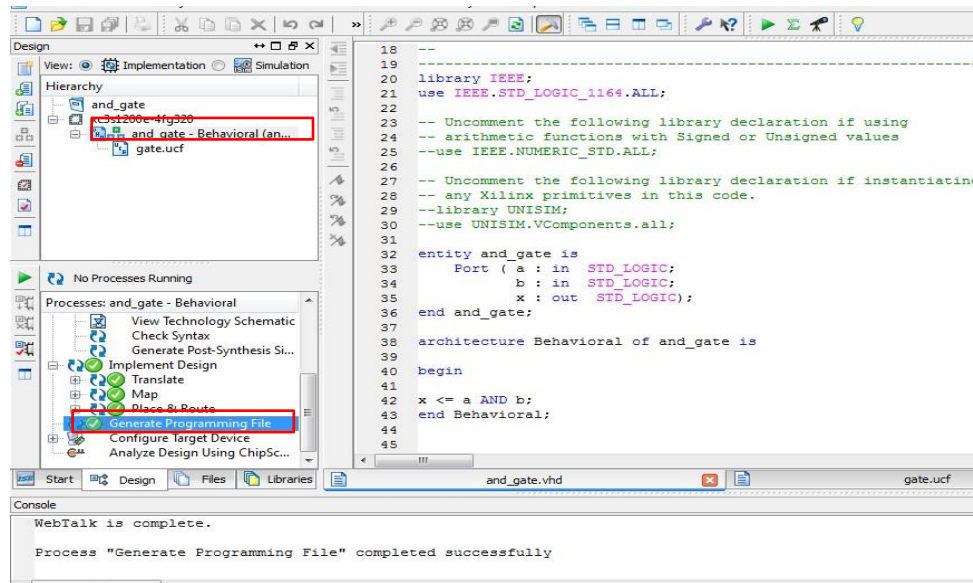 Design
View: Implementation Simulation
Hierarchy
and_gate
xc3s1200e-4fg320
and_gate - Behavioral (an...
gate.ucf
No Processes Running
Processes: and_gate - Behavioral
View Technology Schematic
Check Syntax
Generate Post-Synthesis Si...
Implement Design
Translate
Map
Place & Route
Generate Programming File
Configure Target Device
Analyze Design Using ChipSc...
Start Design Files Libraries
18 --
19 --------------------------------------------------------------------
20 library IEEE;
21 use IEEE.STD_LOGIC_1164.ALL;
22
23 -- Uncomment the following library declaration if using
24 -- arithmetic functions with Signed or Unsigned values
25 --use IEEE.NUMERIC_STD.ALL;
26
27 -- Uncomment the following library declaration if instantiating
28 -- any Xilinx primitives in this code.
29 --library UNISIM;
30 --use UNISIM.VComponents.all;
31
32 entity and_gate is
33 Port ( a : in STD_LOGIC;
34 b : in STD_LOGIC;
35 x : out STD_LOGIC);
36 end and_gate;
37
38 architecture Behavioral of and_gate is
39
40 begin
41
42 x <= a AND b;
43 end Behavioral;
44
45
and_gate.vhd gate.ucf
Console
WebTalk is complete.
Process "Generate Programming File" completed successfully